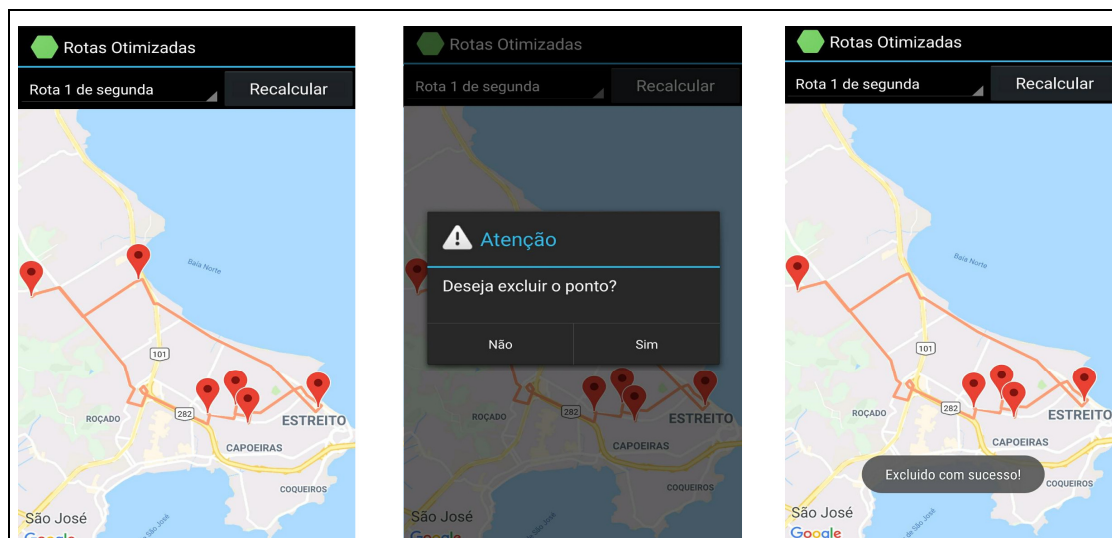 Rotas Otimizadas
Rota 1 de segunda
Recalcular
Baía Norte
101
282
ROÇADO
ESTREITO
CAPOEIRAS
COQUEIROS
São José
Google
Rotas Otimizadas
Rota 1 de segunda
Recalcular
Atenção
Deseja excluir o ponto?
Não
Sim
ROÇADO
282
ESTREITO
CAPOEIRAS
COQUEIROS
São José
Google
Rotas Otimizadas
Rota 1 de segunda
Recalcular
Baía Norte
101
282
ROÇADO
ESTREITO
CAPOEIRAS
Excluido com sucesso!
COQUEIROS
São José
Google